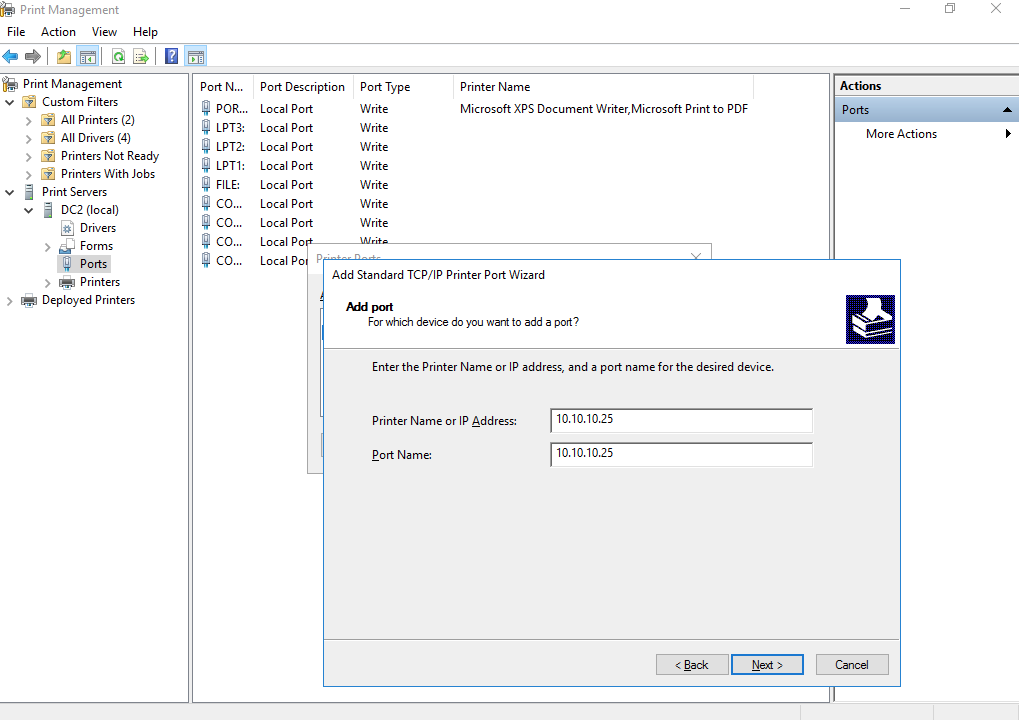 Print Management
File Action View Help
Print Management
Custom Filters
All Printers (2)
All Drivers (4)
Printers Not Ready
Printers With Jobs
Print Servers
DC2 (local)
Drivers
Forms
Ports
Printers
Deployed Printers
Port N... Port Description Port Type Printer Name
POR... Local Port Write Microsoft XPS Document Writer,Microsoft Print to PDF
LPT3: Local Port Write
LPT2: Local Port Write
LPT1: Local Port Write
FILE: Local Port Write
CO... Local Port Write
CO... Local Port Write
CO... Local Port Write
CO... Local Por
Printer Ports
Add Standard TCP/IP Printer Port Wizard
Add port
For which device do you want to add a port?
Enter the Printer Name or IP address, and a port name for the desired device.
Printer Name or IP Address: 10.10.10.25
Port Name: 10.10.10.25
< Back Next > Cancel
Actions
Ports
More Actions